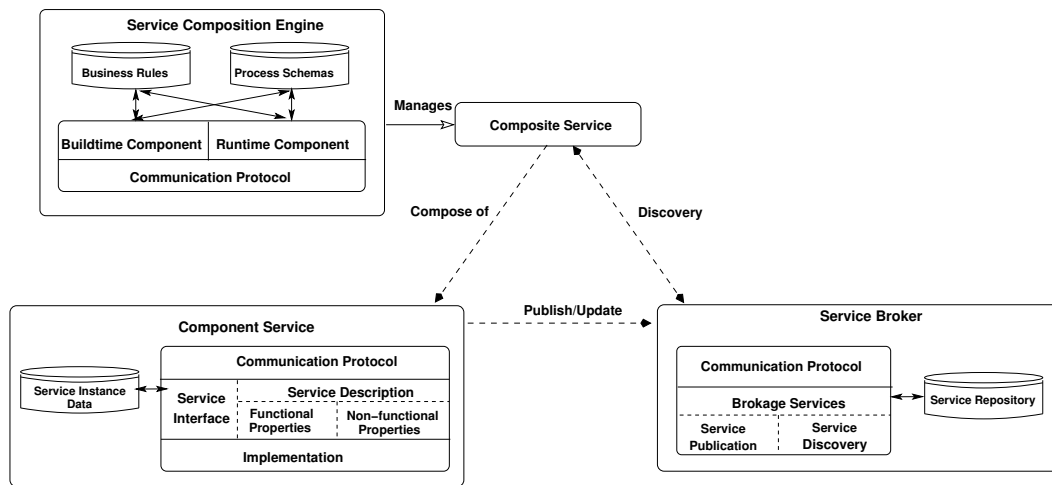 Service Composition Engine
Business Rules
Process Schemas
Buildtime Component
Runtime Component
Communication Protocol
Manages
Composite Service
Compose of
Discovery
Publish/Update
Component Service
Service Instance
Data
Communication Protocol
Service
Interface
Service Description
Functional
Properties
Non-functional
Properties
Implementation
Service Broker
Communication Protocol
Brokage Services
Service
Publication
Service
Discovery
Service Repository